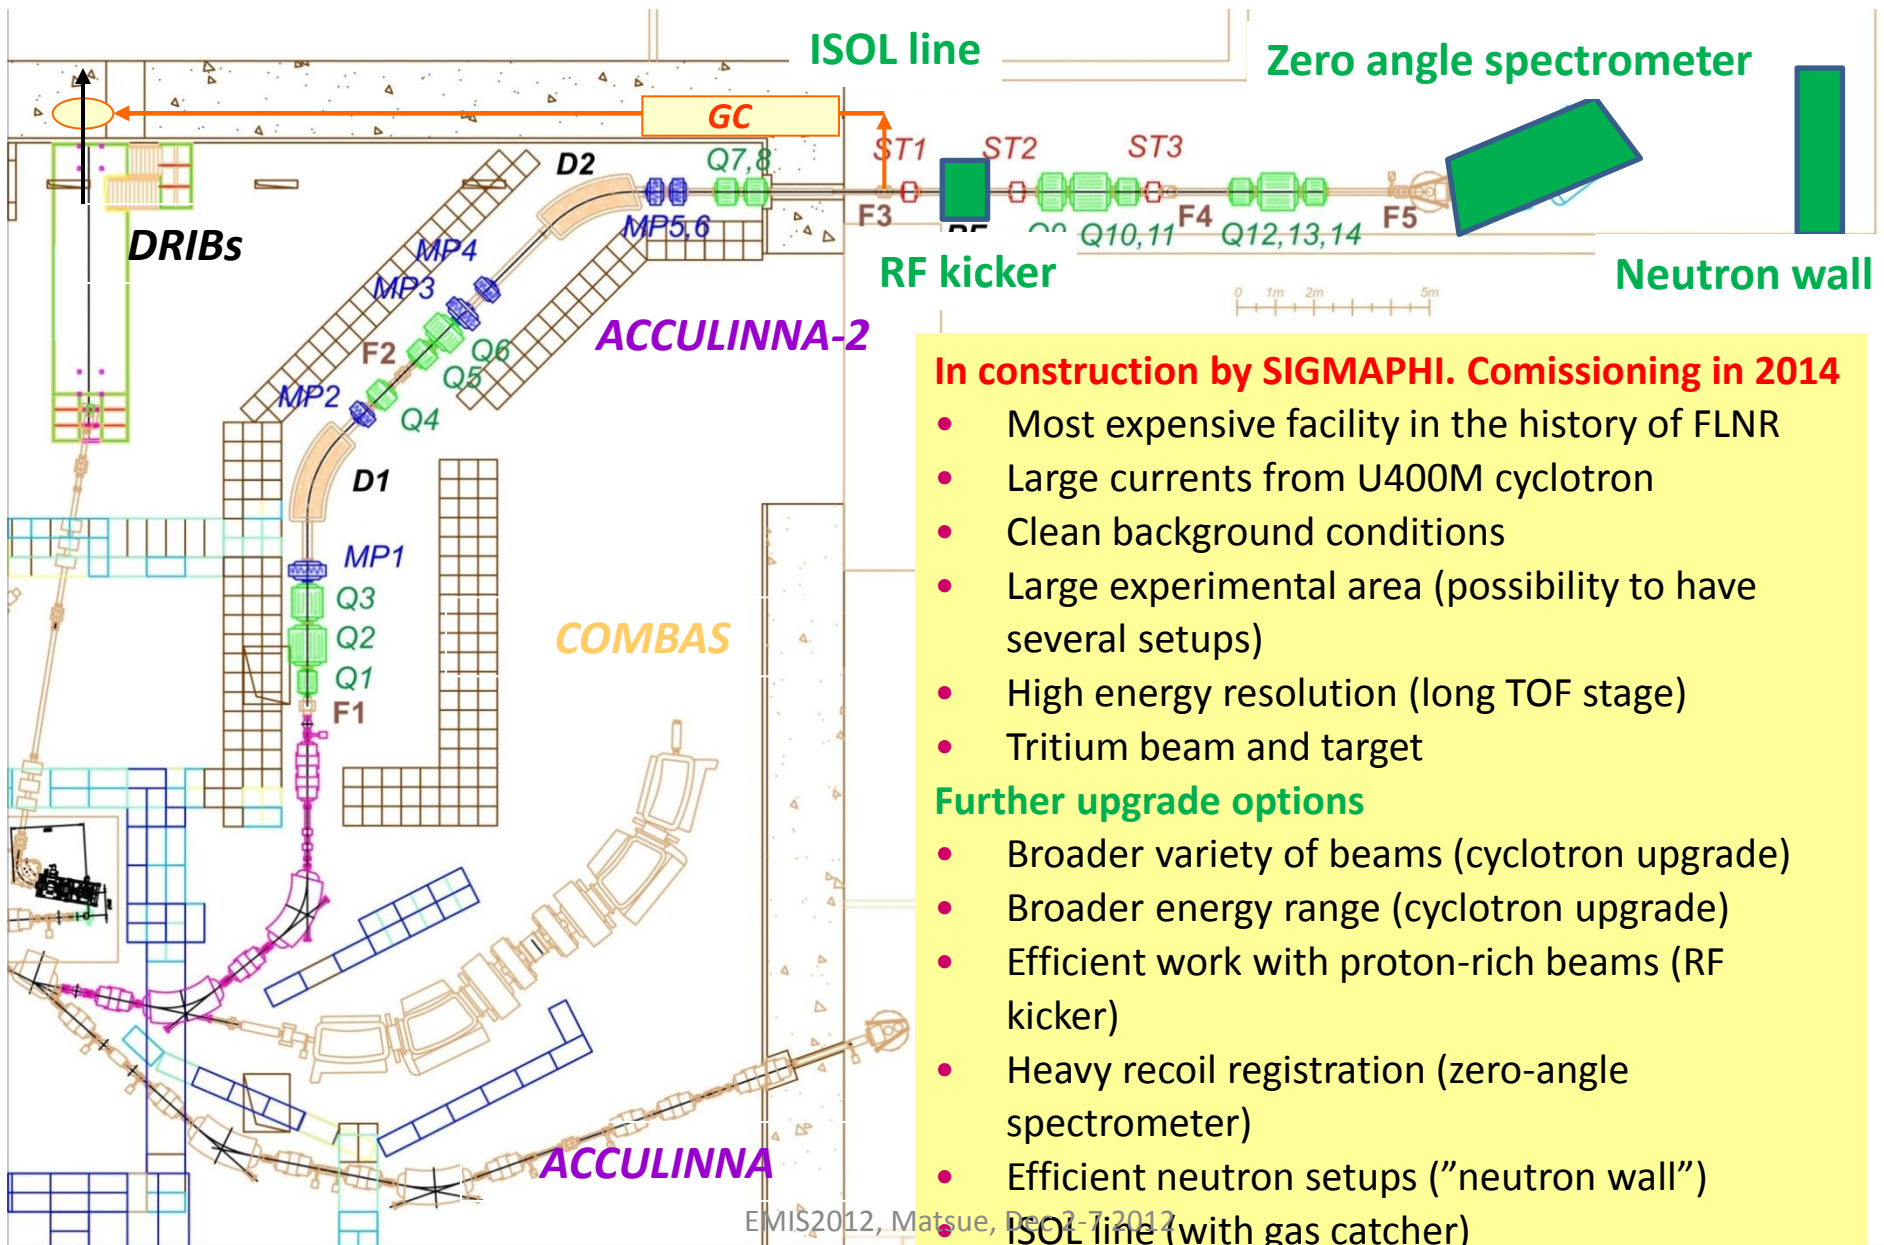 ISOL line
Zero angle spectrometer
GC
ST1
ST2
ST3
D2
Q7,8
DRIBs
MP4
MP5,6
F3
Q10,11
F4
Q12,13,14
F5
MP3
RF kicker
Neutron wall
0 1m 2m 5m
ACCULINNA-2
F2
Q6
Q5
MP2
Q4
D1
MP1
Q3
Q2
Q1
F1
COMBAS
ACCULINNA
In construction by SIGMAPHI. Comissioning in 2014
• Most expensive facility in the history of FLNR
• Large currents from U400M cyclotron
• Clean background conditions
• Large experimental area (possibility to have
several setups)
• High energy resolution (long TOF stage)
• Tritium beam and target
Further upgrade options
• Broader variety of beams (cyclotron upgrade)
• Broader energy range (cyclotron upgrade)
• Efficient work with proton-rich beams (RF
kicker)
• Heavy recoil registration (zero-angle
spectrometer)
• Efficient neutron setups (”neutron wall”)
• ISOL line (with gas catcher)
EMIS2012, Matsue, Dec 2-7 2012